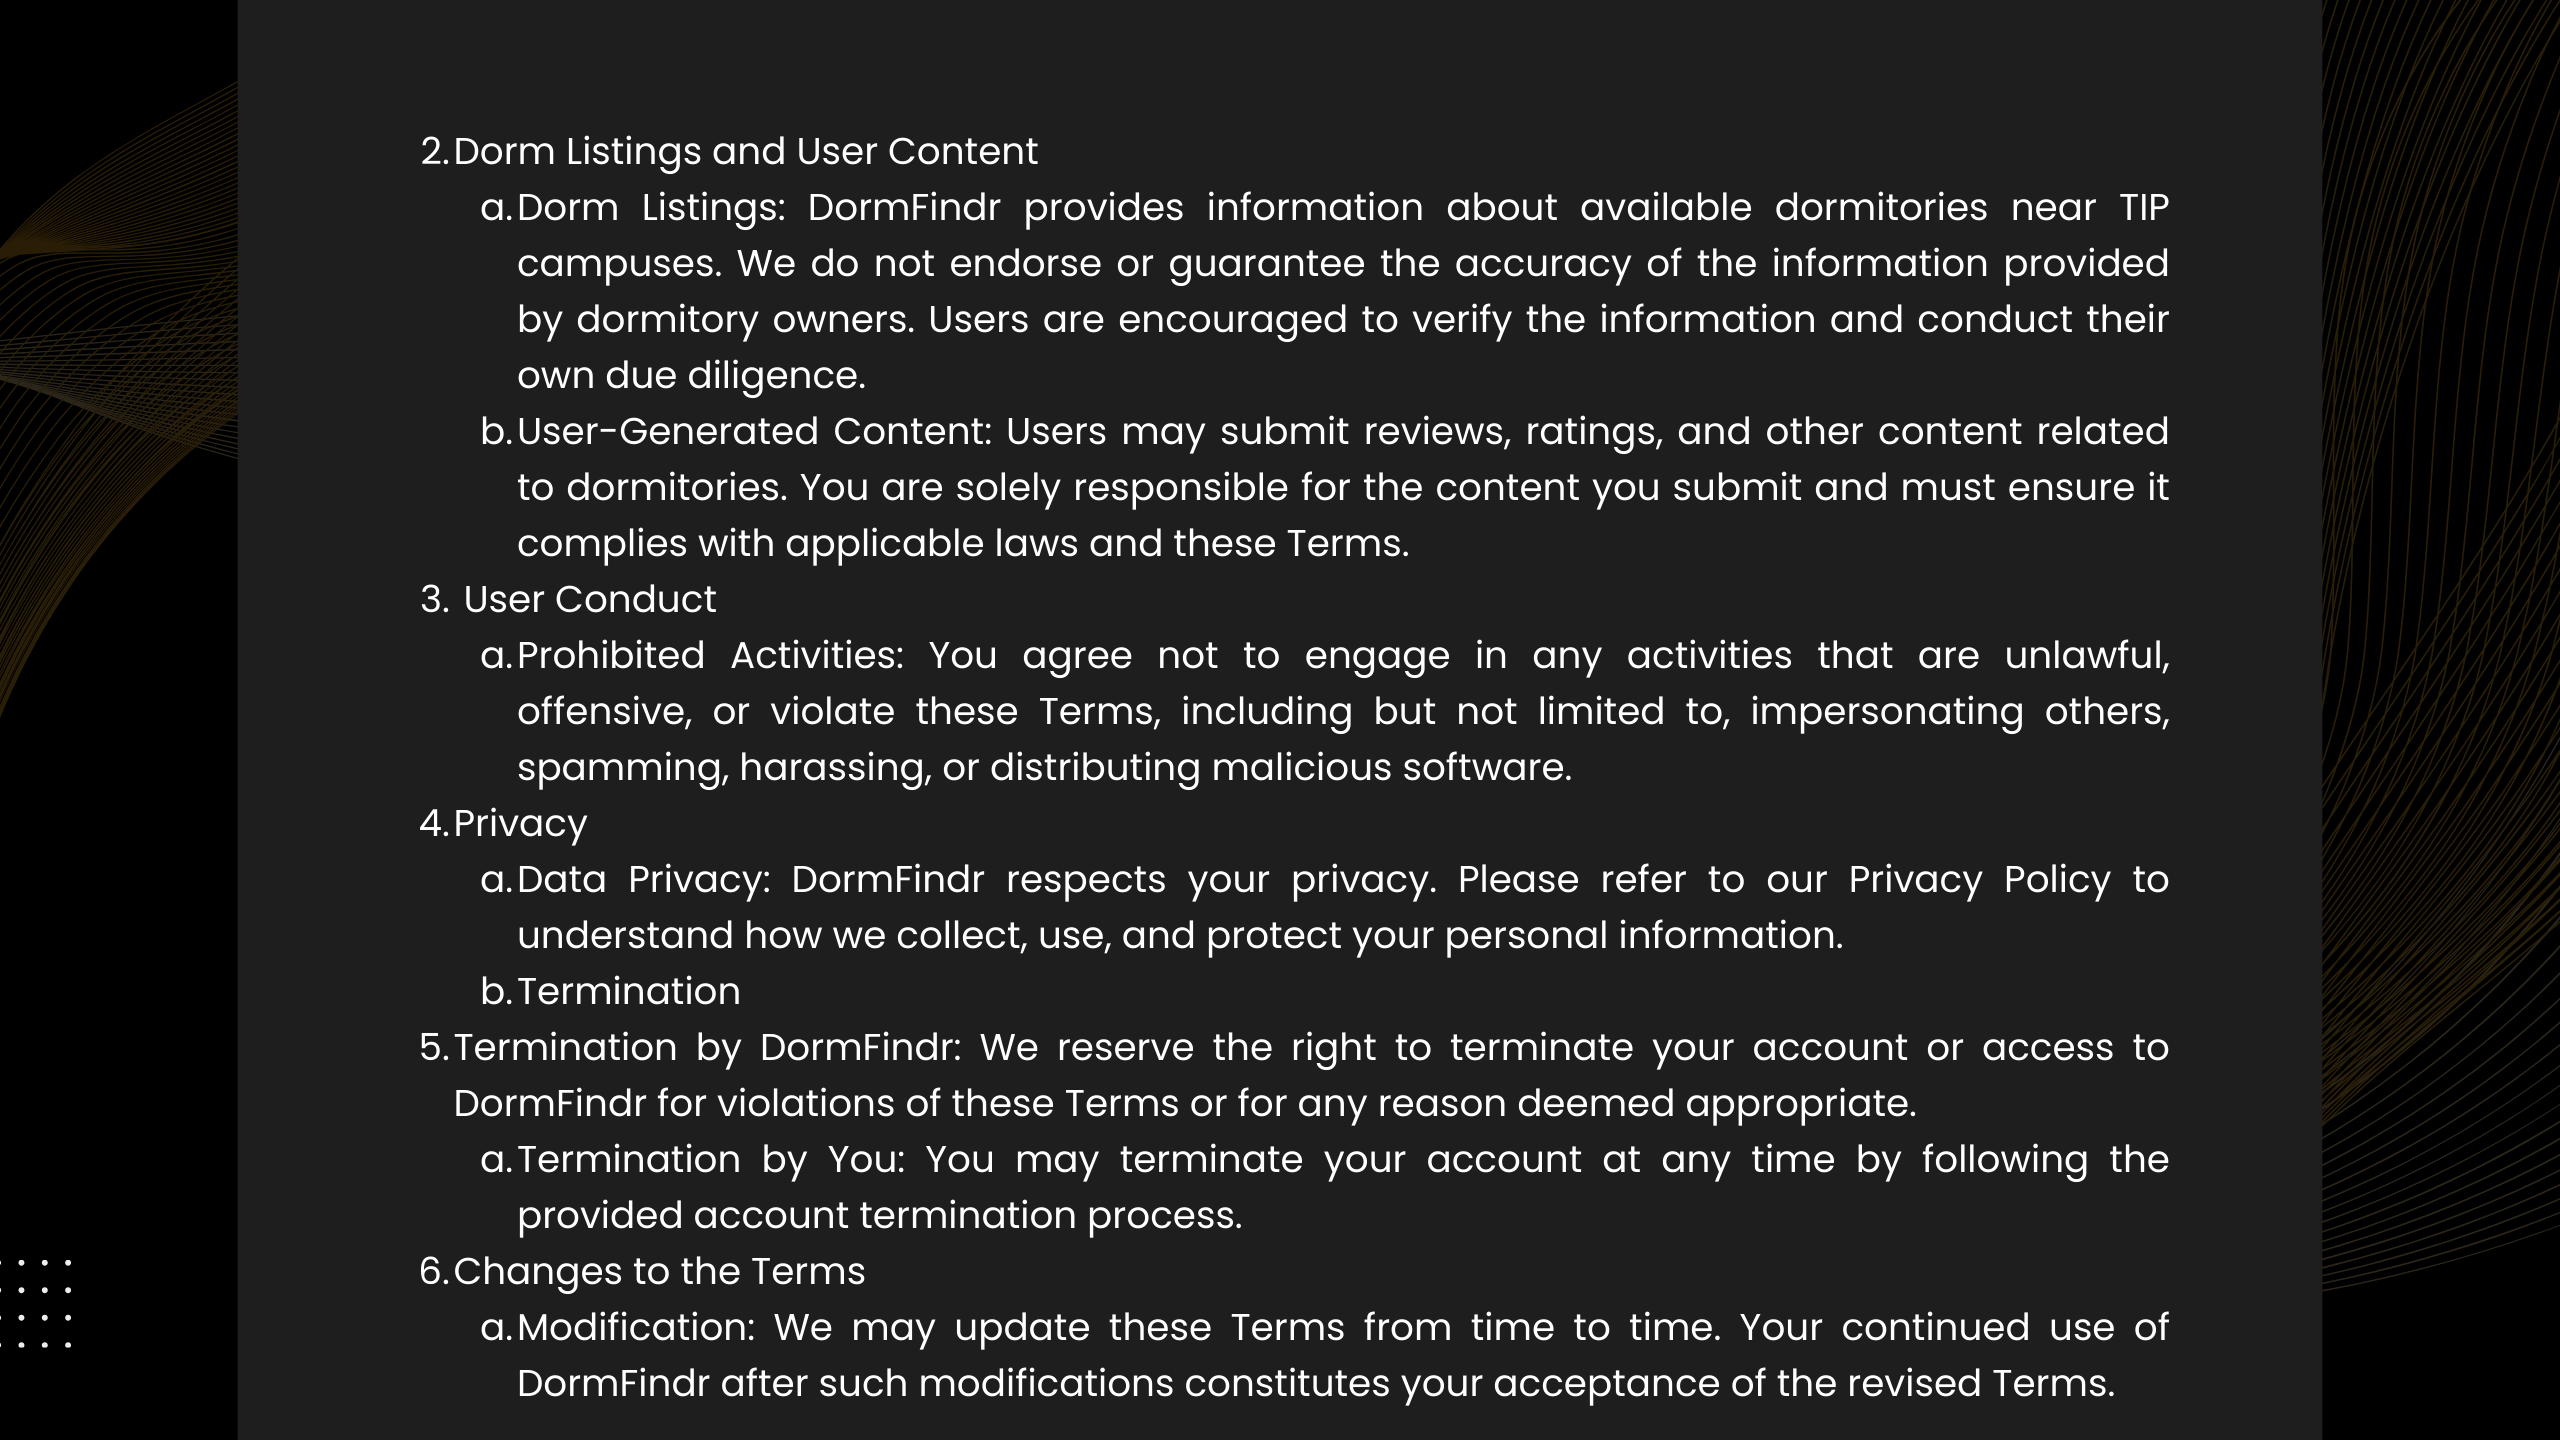 2. Dorm Listings and User Content
a. Dorm Listings: DormFindr provides information about available dormitories near TIP
campuses. We do not endorse or guarantee the accuracy of the information provided
by dormitory owners. Users are encouraged to verify the information and conduct their
own due diligence.
b. User-Generated Content: Users may submit reviews, ratings, and other content related
to dormitories. You are solely responsible for the content you submit and must ensure it
complies with applicable laws and these Terms.
3. User Conduct
a. Prohibited Activities: You agree not to engage in any activities that are unlawful,
offensive, or violate these Terms, including but not limited to, impersonating others,
spamming, harassing, or distributing malicious software.
4. Privacy
a. Data Privacy: DormFindr respects your privacy. Please refer to our Privacy Policy to
understand how we collect, use, and protect your personal information.
b. Termination
5. Termination by DormFindr: We reserve the right to terminate your account or access to
DormFindr for violations of these Terms or for any reason deemed appropriate.
a. Termination by You: You may terminate your account at any time by following the
provided account termination process.
6. Changes to the Terms
a. Modification: We may update these Terms from time to time. Your continued use of
DormFindr after such modifications constitutes your acceptance of the revised Terms.